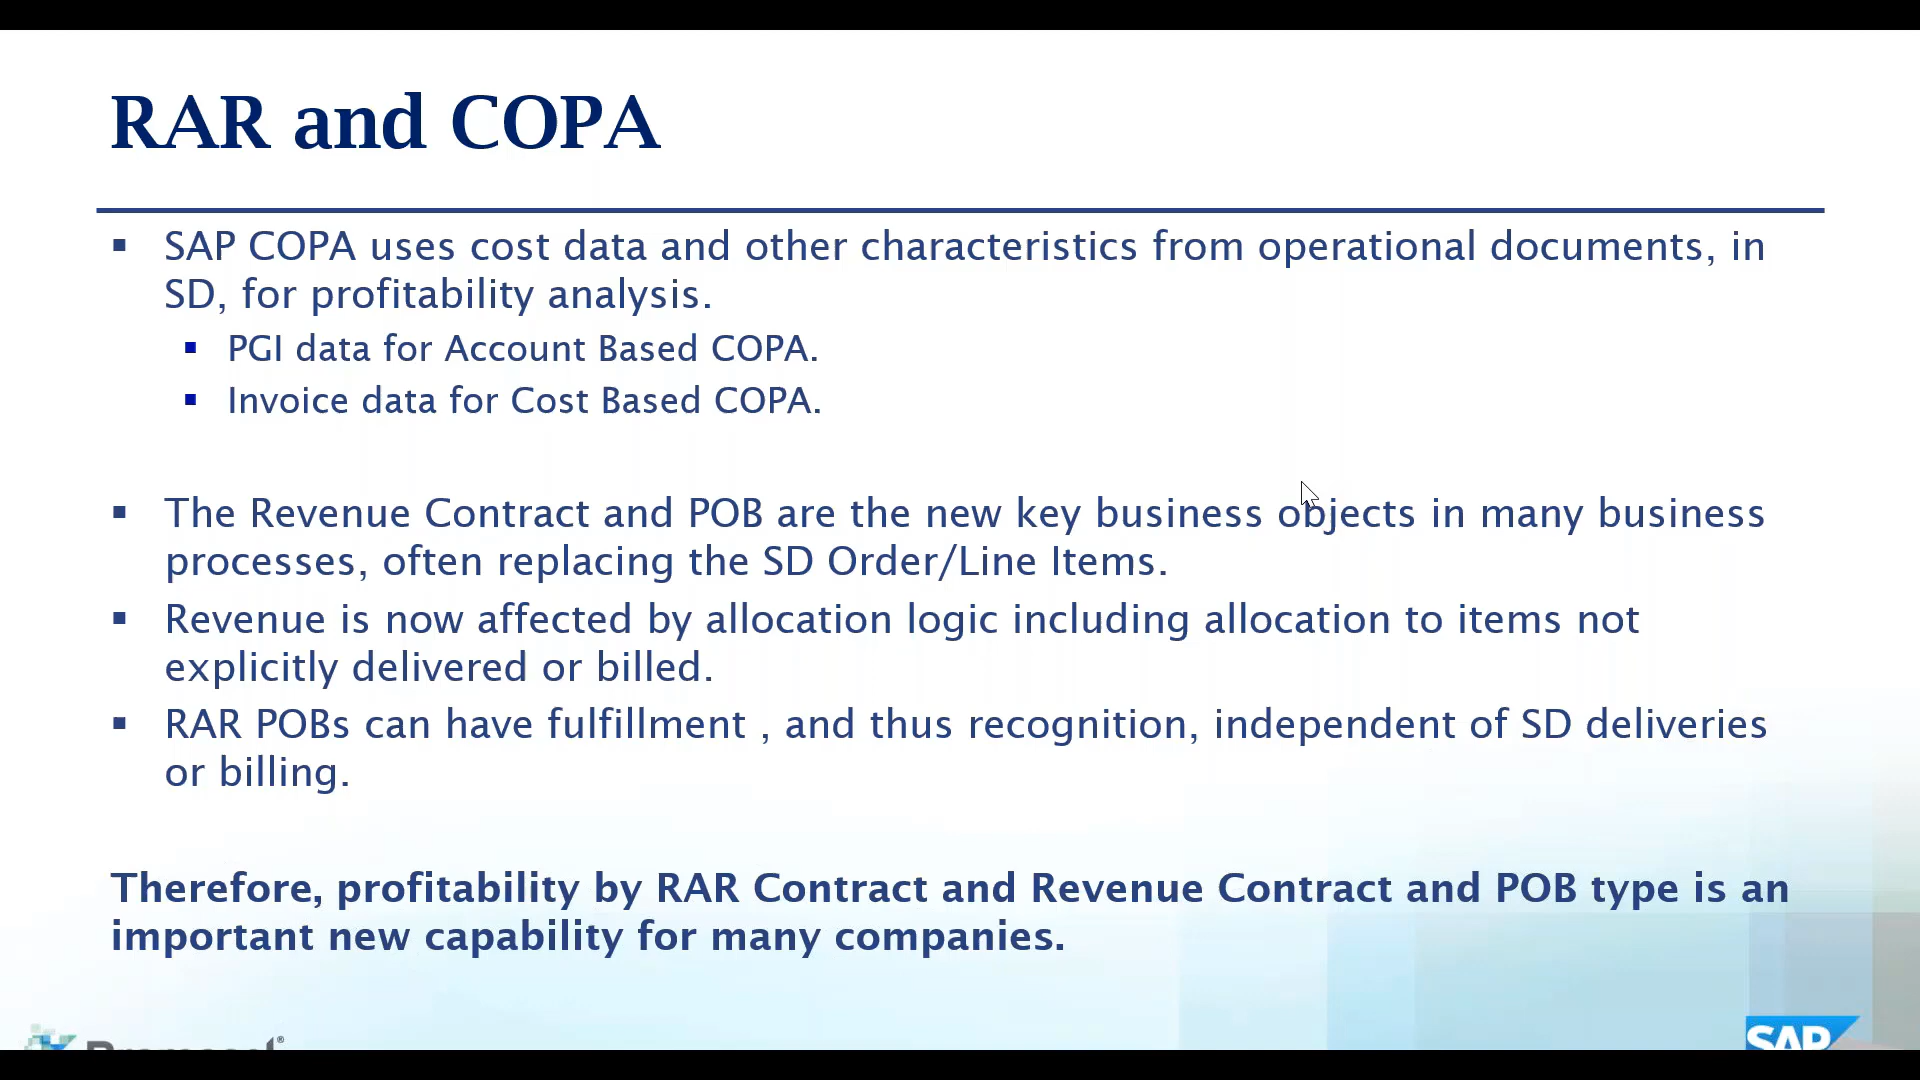 RAR and COPA
▪ SAP COPA uses cost data and other characteristics from operational documents, in
SD, for profitability analysis.
▪ PGI data for Account Based COPA.
▪ Invoice data for Cost Based COPA.
▪ The Revenue Contract and POB are the new key business objects in many business
processes, often replacing the SD Order/Line Items.
▪ Revenue is now affected by allocation logic including allocation to items not
explicitly delivered or billed.
▪ RAR POBs can have fulfillment , and thus recognition, independent of SD deliveries
or billing.
Therefore, profitability by RAR Contract and Revenue Contract and POB type is an
important new capability for many companies.
SAP